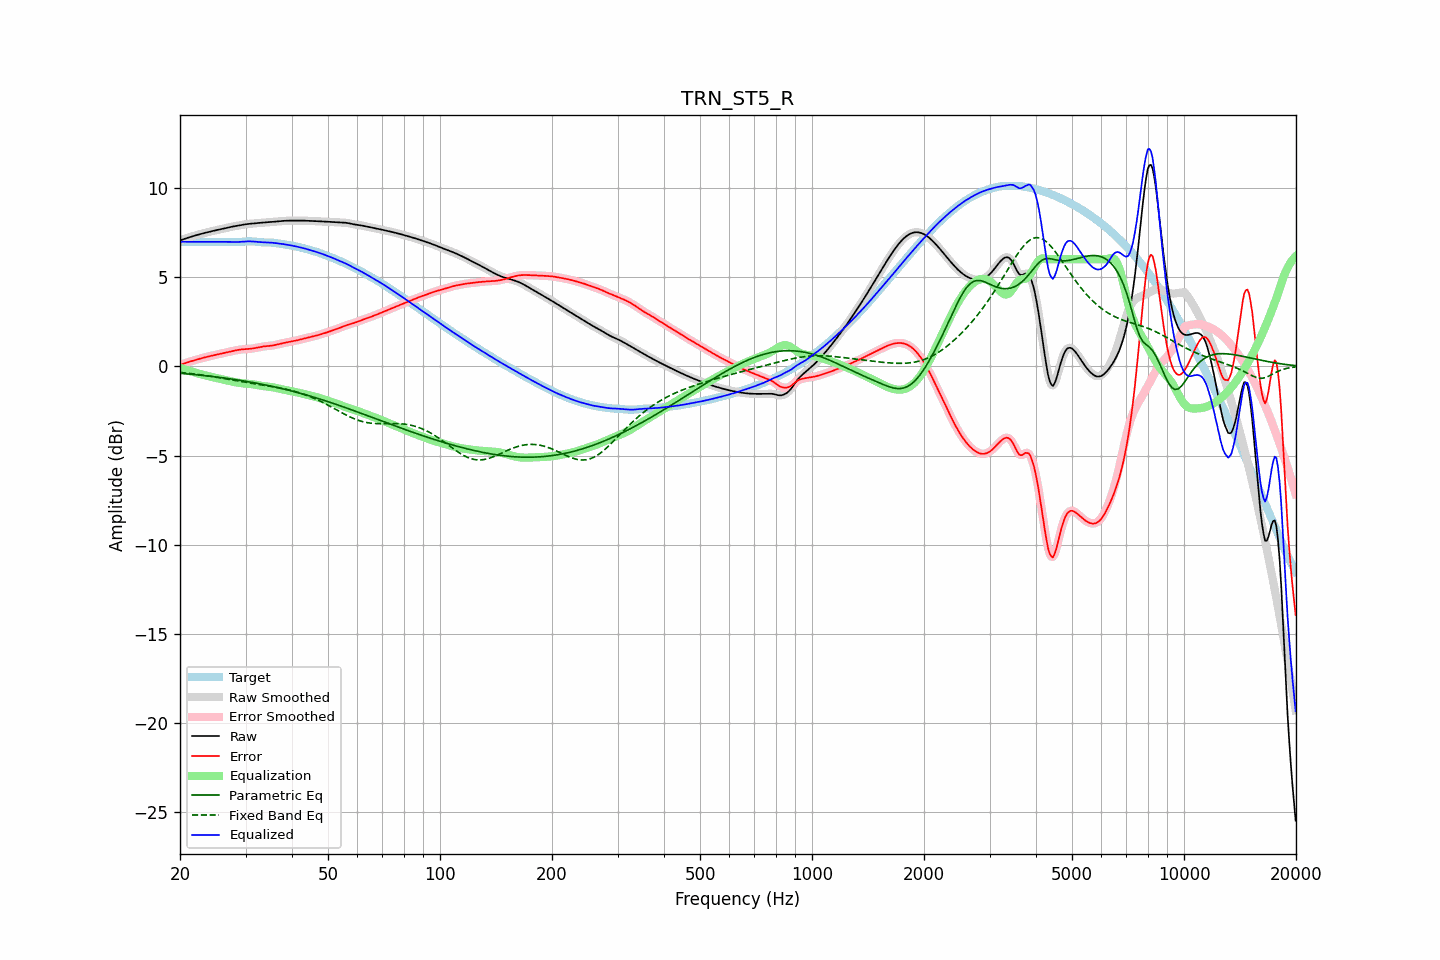 TRN_ST5_R
Amplitude (dBr)
10
5
0
−5
−10
−15
−20
−25
Target
Raw Smoothed
Error Smoothed
Raw
Error
Equalization
Parametric Eq
Fixed Band Eq
Equalized
20 50 100 200 500 1000 2000 5000 10000 20000
Frequency (Hz)